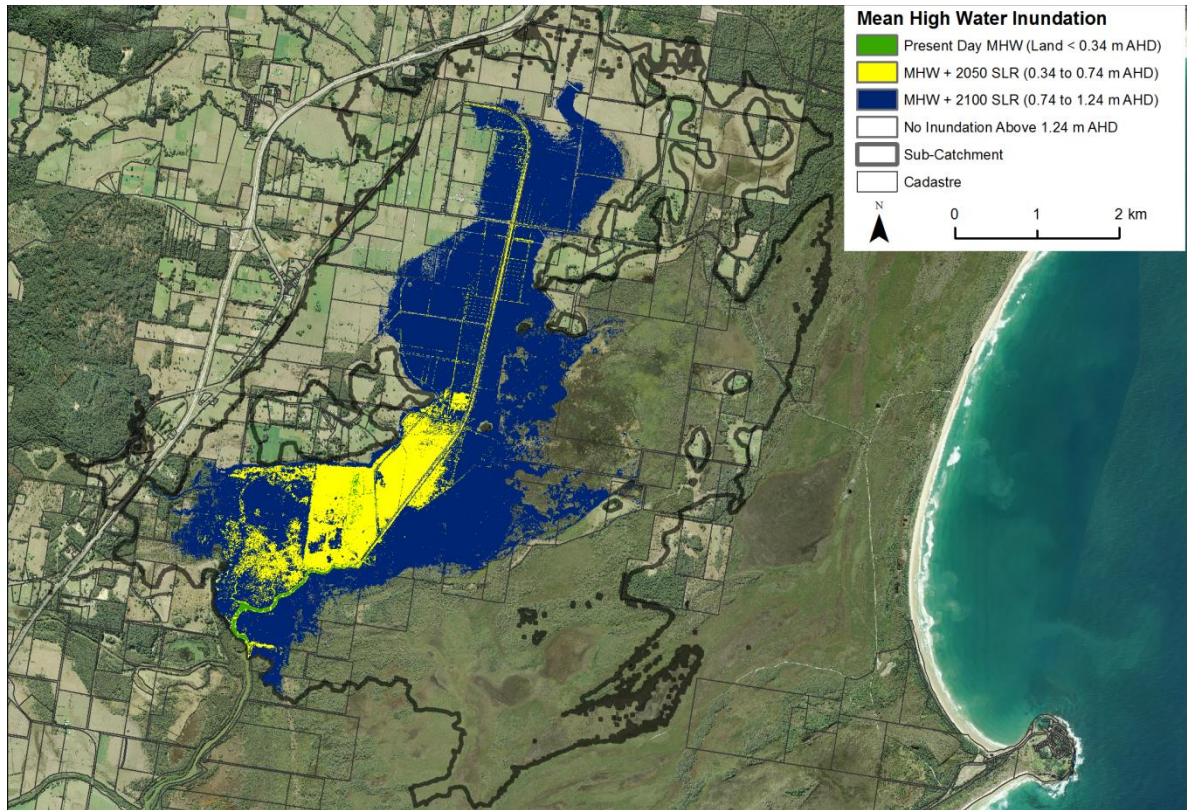 Mean High Water Inundation
Present Day MHW (Land < 0.34 m AHD)
MHW + 2050 SLR (0.34 to 0.74 m AHD)
MHW + 2100 SLR (0.74 to 1.24 m AHD)
No Inundation Above 1.24 m AHD
Sub-Catchment
Cadastre
N
0 1 2 km